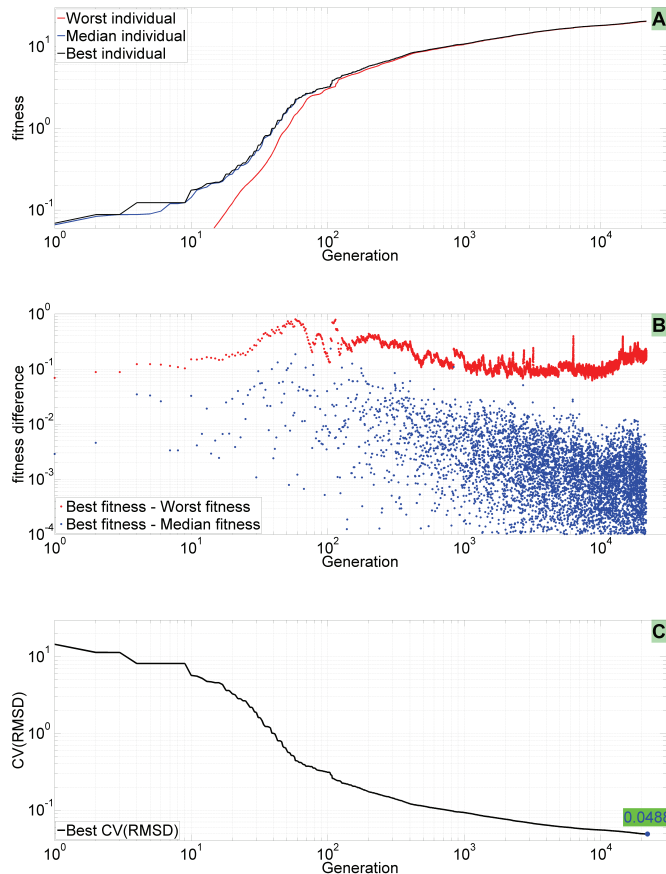 A
Worst individual
Median individual
Best individual
fitness
10^1
10^0
10^-1
10^0 10^1 10^2 10^3 10^4
Generation
B
10^0
10^-1
10^-2
10^-3
10^-4
fitness difference
Best fitness - Worst fitness
Best fitness - Median fitness
10^0 10^1 10^2 10^3 10^4
Generation
C
10^1
10^0
10^-1
CV(RMSD)
0.0488
Best CV(RMSD)
10^0 10^1 10^2 10^3 10^4
Generation